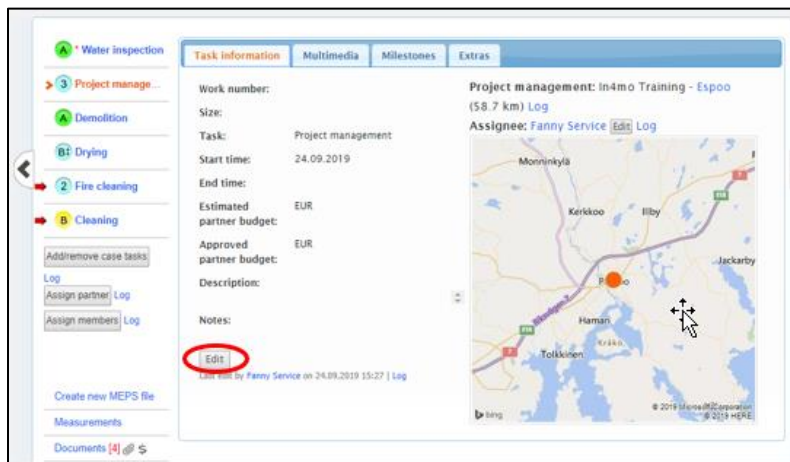 A * Water inspection
3 Project manage...
A Demolition
B‡ Drying
2 Fire cleaning
B Cleaning
Add/remove case tasks
Log
Assign partner Log
Assign members Log
Create new MEPS file
Measurements
Documents [4] $
Task information Multimedia Milestones Extras
Work number:
Size:
Task: Project management
Start time: 24.09.2019
End time:
Estimated partner budget: EUR
Approved partner budget: EUR
Description:
Notes:
Edit
Last edit by Fanny Service on 24.09.2019 15:27 | Log
Project management: In4mo Training - Espoo
(58.7 km) Log
Assignee: Fanny Service Edit Log
Monninkylä
Kerkkoo Illby
Jackarby
Hamari
Kråkö
Tolkkinen
bing
© 2019 Microsoft Corporation
© 2019 HERE